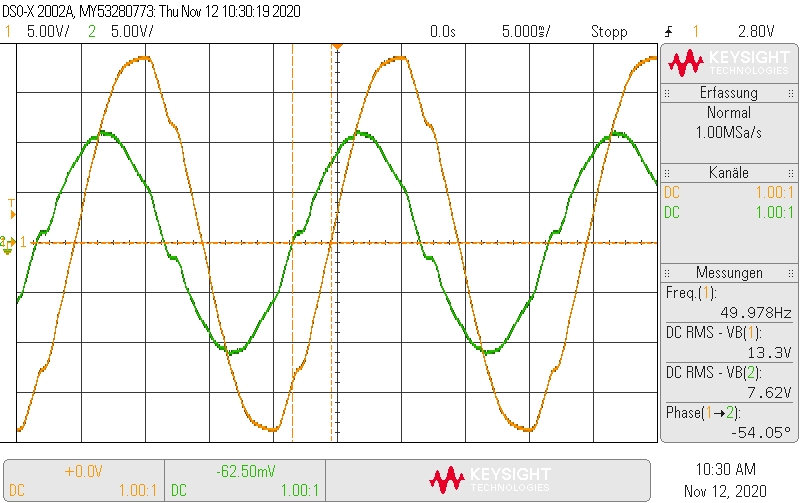 DSO-X 2002A, MY53280773: Thu Nov 12 10:30:19 2020
1 5.00V/ 2 5.00V/ 0.0s 5.000ms/ Stopp 1 2.80V
KEYSIGHT
TECHNOLOGIES
Erfassung
Normal
1.00MSa/s
Kanäle
DC 1.00:1
DC 1.00:1
Messungen
Freq.(1):
49.978Hz
DC RMS - VB(1):
13.3V
DC RMS - VB(2):
7.62V
Phase(1→2):
-54.05°
T
2
1
+0.0V
DC 1.00:1
-62.50mV
DC 1.00:1
KEYSIGHT
TECHNOLOGIES
10:30 AM
Nov 12, 2020